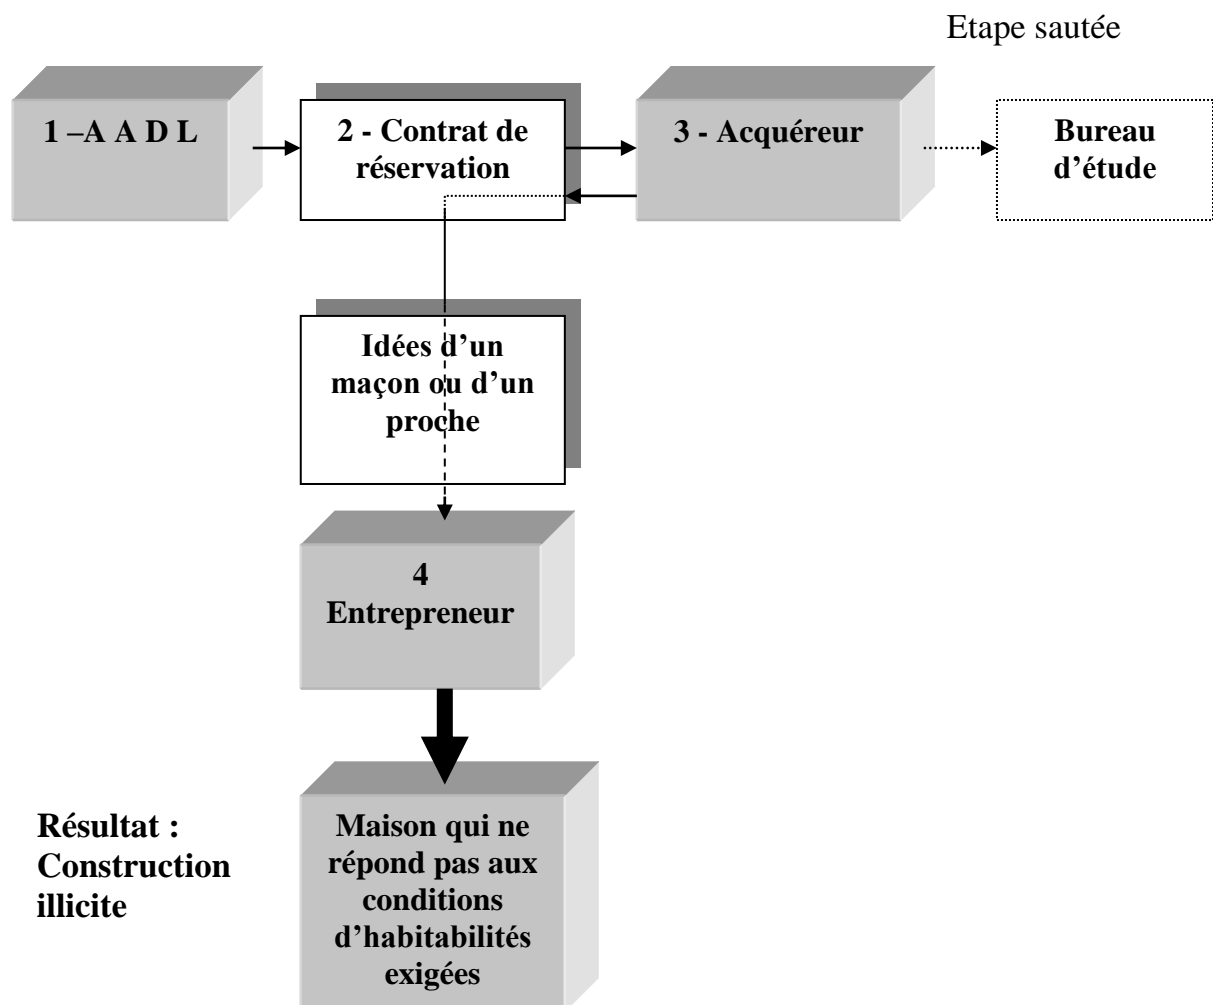 Etape sautée
1 –A A D L
2 - Contrat de
réservation
3 - Acquéreur
Bureau
d’étude
Idées d’un
maçon ou d’un
proche
4
Entrepreneur
Résultat :
Construction
illicite
Maison qui ne
répond pas aux
conditions
d’habitabilités
exigées